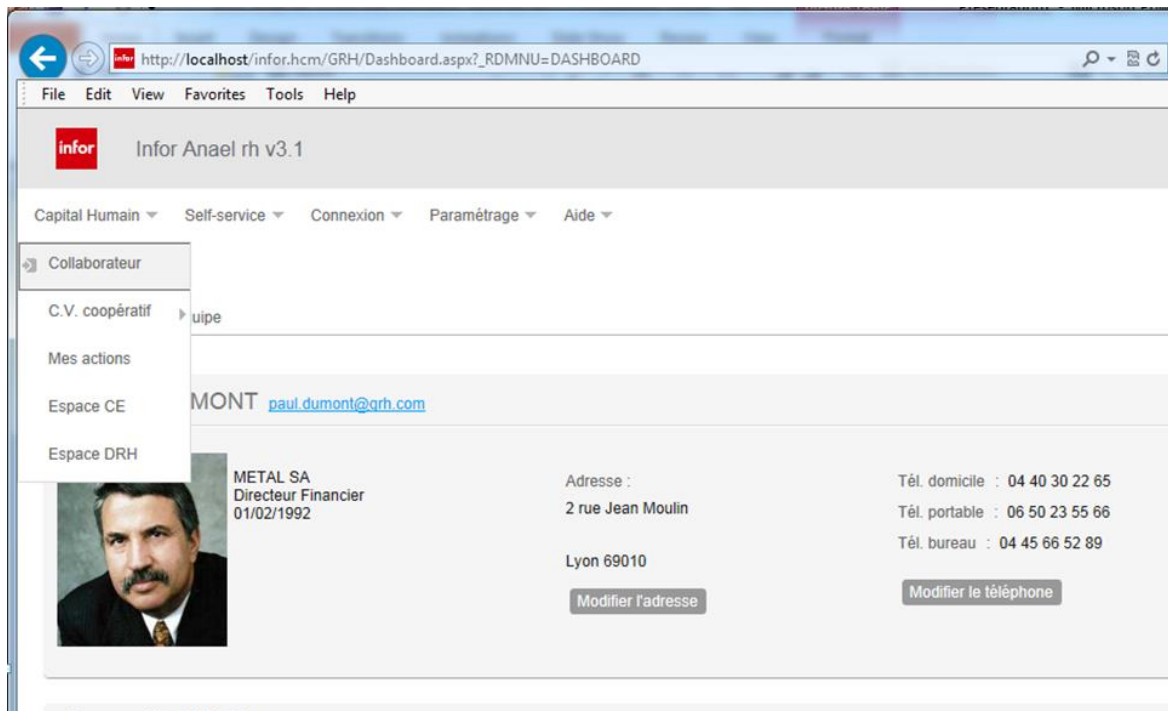 http://localhost/infor.hcm/GRH/Dashboard.aspx?_RDMNU=DASHBOARD
File Edit View Favorites Tools Help
infor Infor Anael rh v3.1
Capital Humain Self-service Connexion Paramétrage Aide
Collaborateur
C.V. coopératif
uipe
Mes actions
Espace CE
MONT paul.dumont@grh.com
Espace DRH
METAL SA
Directeur Financier
01/02/1992
Adresse :
2 rue Jean Moulin
Lyon 69010
Modifier l'adresse
Tél. domicile : 04 40 30 22 65
Tél. portable : 06 50 23 55 66
Tél. bureau : 04 45 66 52 89
Modifier le téléphone